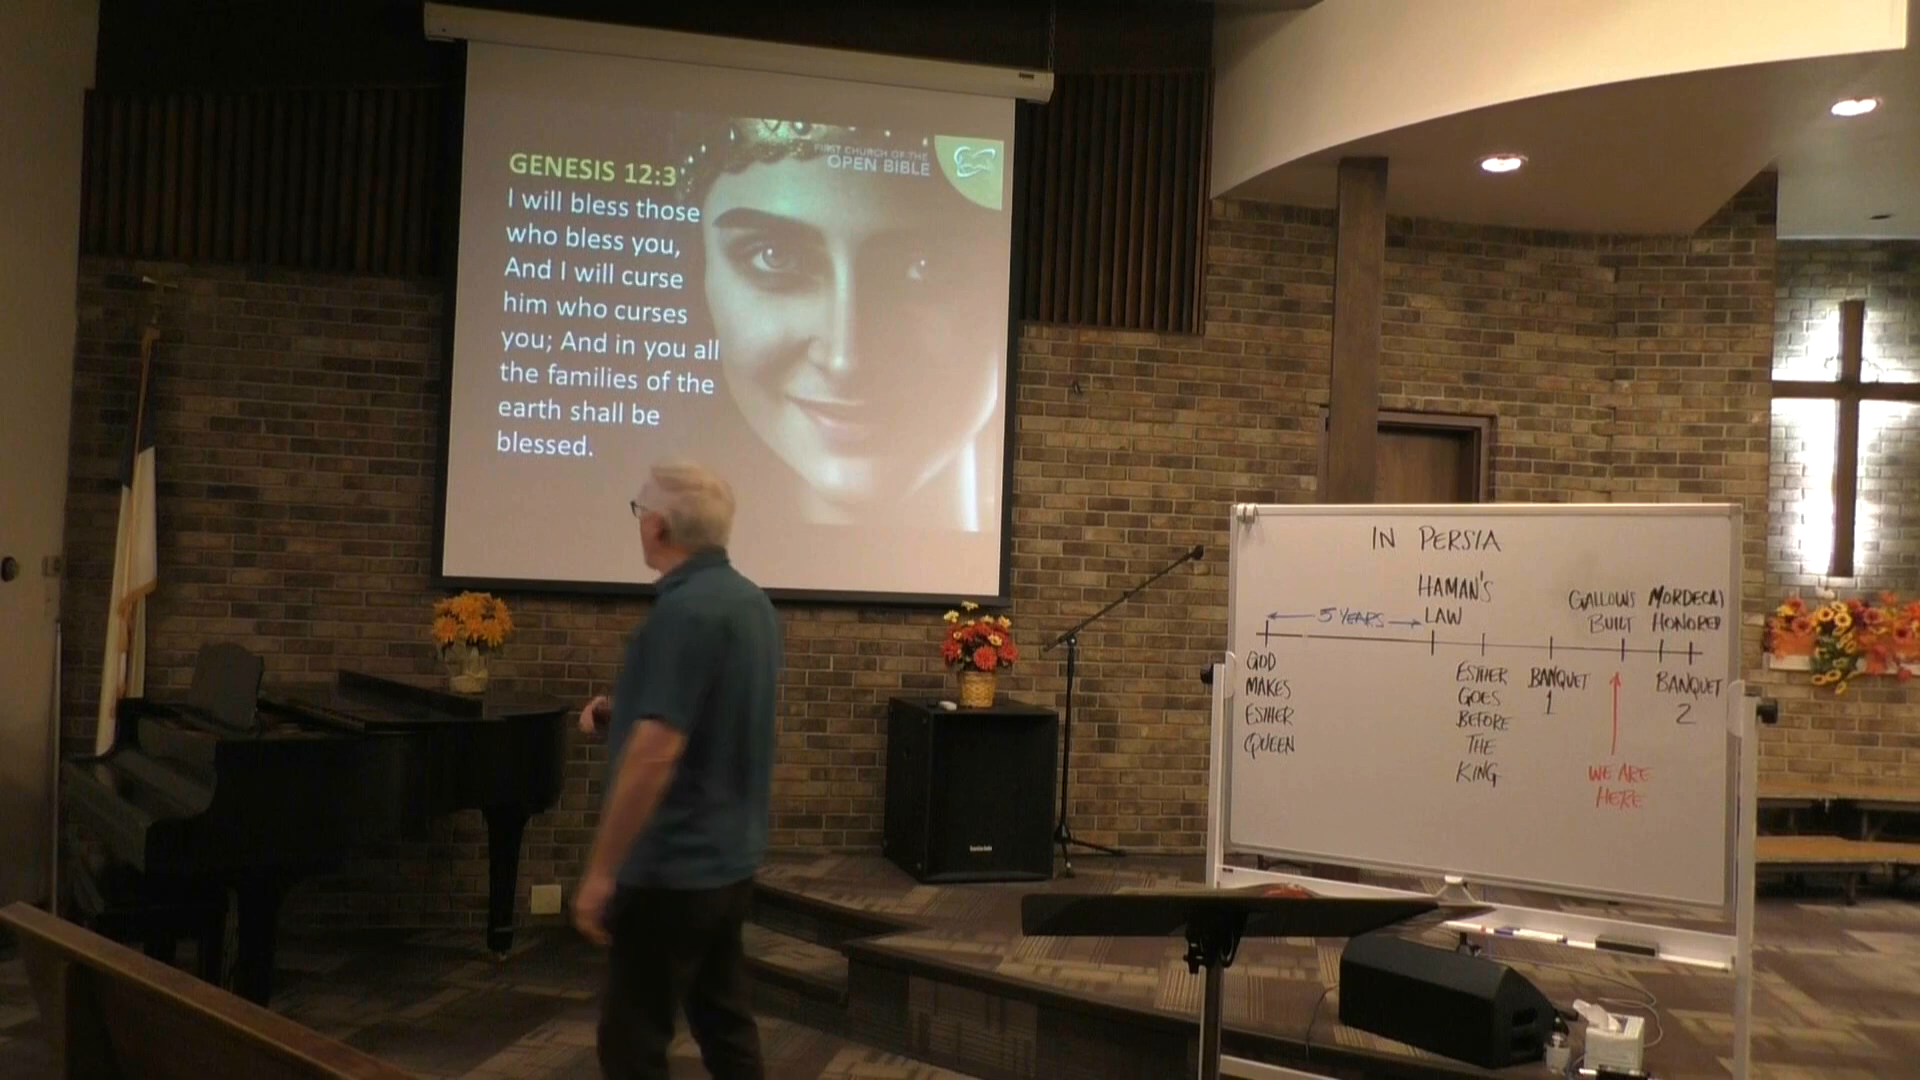 FIRST CHURCH OF THE
OPEN BIBLE
GENESIS 12:3
I will bless those
who bless you,
And I will curse
him who curses
you; And in you all
the families of the
earth shall be
blessed.
IN PERSIA
HAMAN'S
LAW
5 YEARS
GALLOWS
BUILT
MORDECAI
HONORED
GOD
MAKES
ESTHER
QUEEN
ESTHER
GOES
BEFORE
THE
KING
BANQUET
1
BANQUET
2
WE ARE
HERE